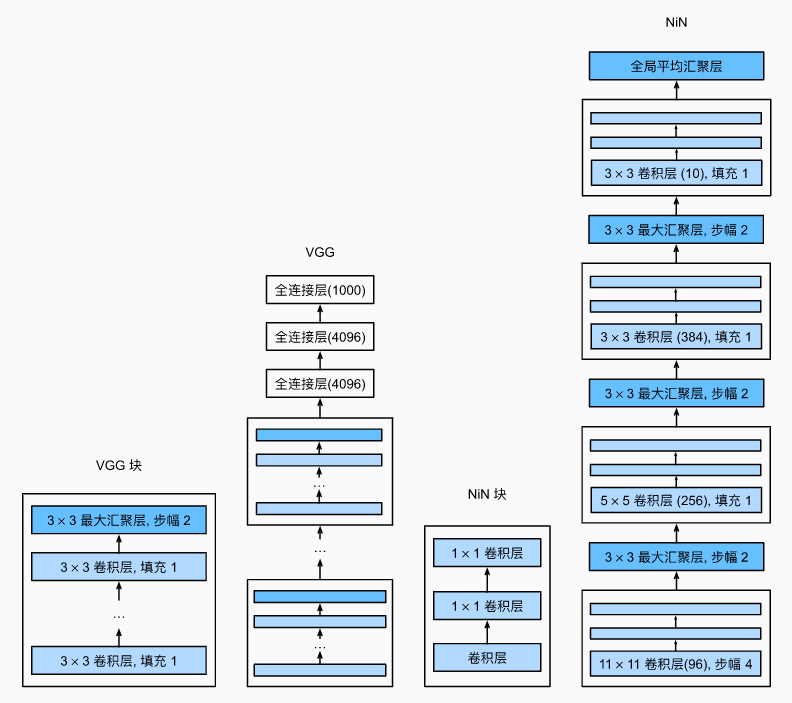 VGG 块
3 × 3 最大汇聚层, 步幅 2
3 × 3 卷积层, 填充 1
...
3 × 3 卷积层, 填充 1
VGG
全连接层(1000)
全连接层(4096)
全连接层(4096)
...
...
...
NiN 块
1 × 1 卷积层
1 × 1 卷积层
卷积层
NiN
全局平均汇聚层
3 × 3 卷积层 (10), 填充 1
3 × 3 最大汇聚层, 步幅 2
3 × 3 卷积层 (384), 填充 1
3 × 3 最大汇聚层, 步幅 2
5 × 5 卷积层 (256), 填充 1
3 × 3 最大汇聚层, 步幅 2
11 × 11 卷积层(96), 步幅 4